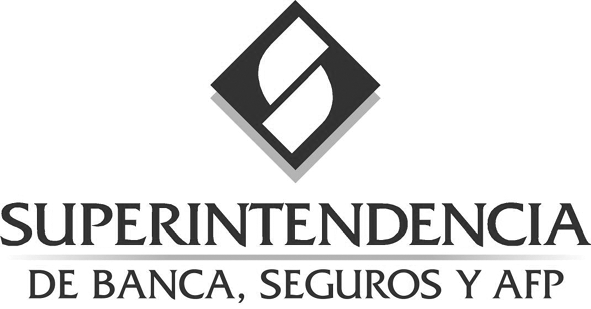 SUPERINTENDENCIA
DE BANCA, SEGUROS Y AFP